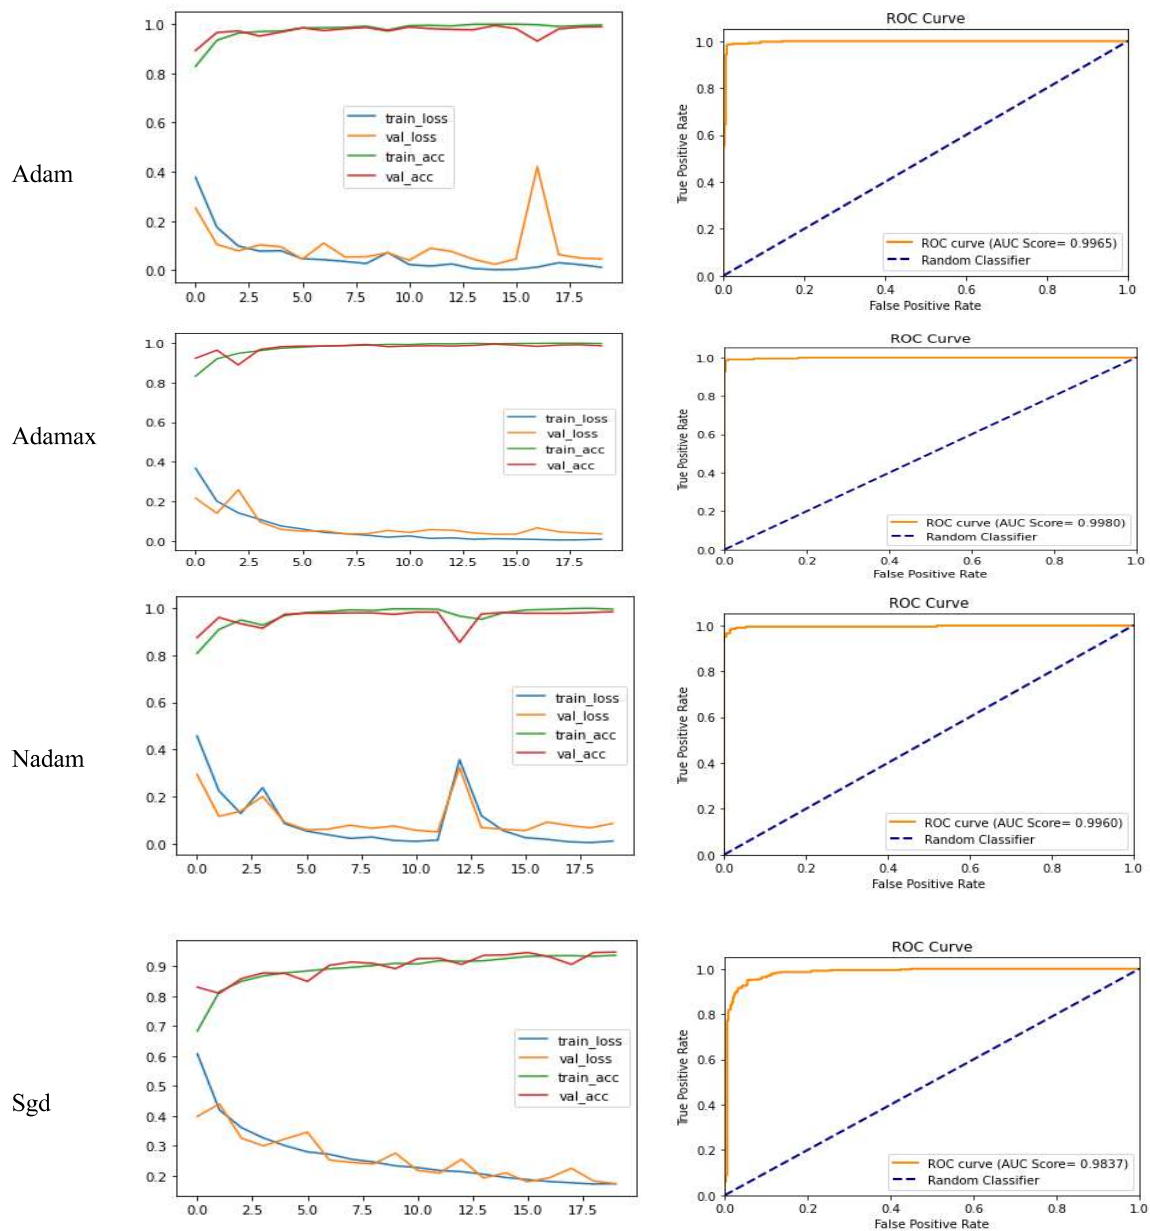 Adam
1.0
0.8
0.6
0.4
0.2
0.0
train_loss
val_loss
train_acc
val_acc
0.0 2.5 5.0 7.5 10.0 12.5 15.0 17.5
ROC Curve
True Positive Rate
1.0
0.8
0.6
0.4
0.2
0.0
ROC curve (AUC Score= 0.9965)
Random Classifier
0.0 0.2 0.4 0.6 0.8 1.0
False Positive Rate
Adamax
1.0
0.8
0.6
0.4
0.2
0.0
train_loss
val_loss
train_acc
val_acc
0.0 2.5 5.0 7.5 10.0 12.5 15.0 17.5
ROC Curve
True Positive Rate
1.0
0.8
0.6
0.4
0.2
0.0
ROC curve (AUC Score= 0.9980)
Random Classifier
0.0 0.2 0.4 0.6 0.8 1.0
False Positive Rate
Nadam
1.0
0.8
0.6
0.4
0.2
0.0
train_loss
val_loss
train_acc
val_acc
0.0 2.5 5.0 7.5 10.0 12.5 15.0 17.5
ROC Curve
True Positive Rate
1.0
0.8
0.6
0.4
0.2
0.0
ROC curve (AUC Score= 0.9960)
Random Classifier
0.0 0.2 0.4 0.6 0.8 1.0
False Positive Rate
Sgd
0.9
0.8
0.7
0.6
0.5
0.4
0.3
0.2
train_loss
val_loss
train_acc
val_acc
0.0 2.5 5.0 7.5 10.0 12.5 15.0 17.5
ROC Curve
True Positive Rate
1.0
0.8
0.6
0.4
0.2
0.0
ROC curve (AUC Score= 0.9837)
Random Classifier
0.0 0.2 0.4 0.6 0.8 1.0
False Positive Rate